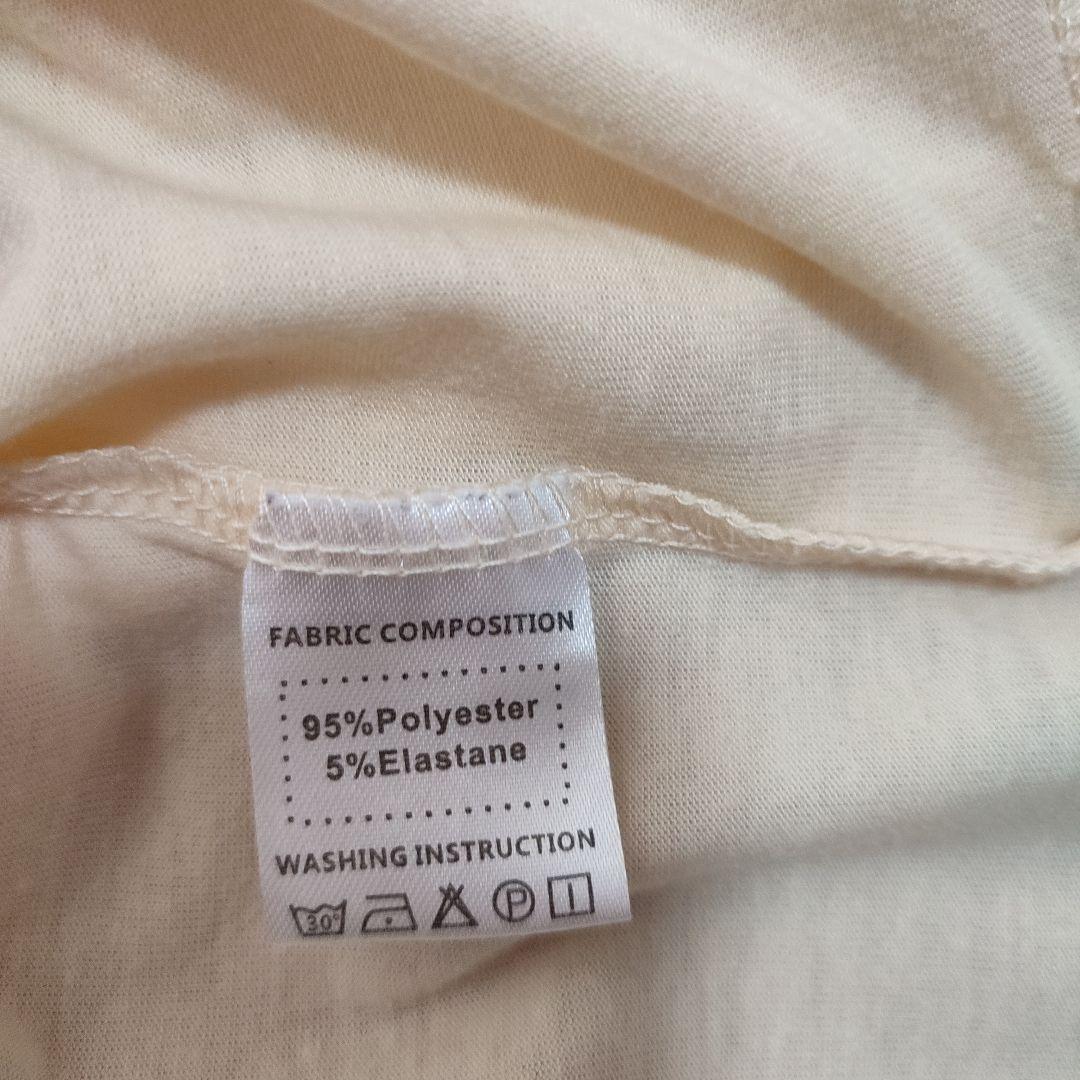 FABRIC COMPOSITION
95%Polyester
5%Elastane
WASHING INSTRUCTION
30° P